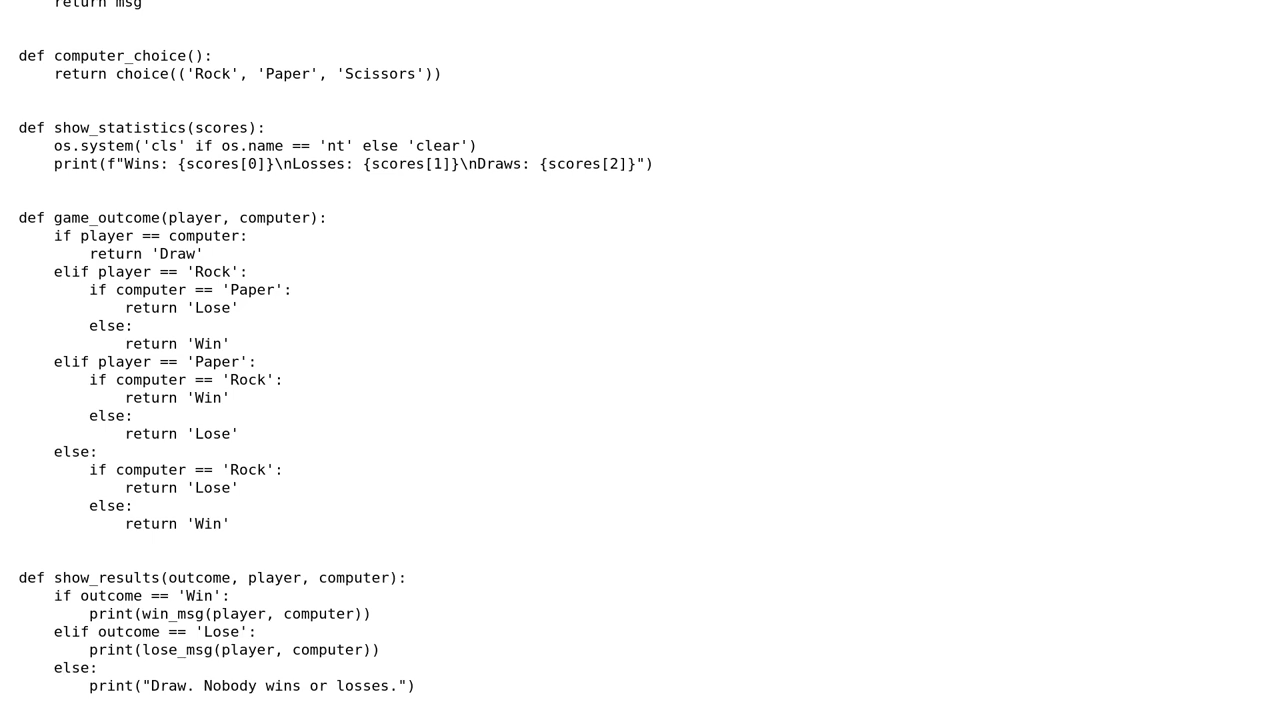 return msg


def computer_choice():
    return choice(('Rock', 'Paper', 'Scissors'))


def show_statistics(scores):
    os.system('cls' if os.name == 'nt' else 'clear')
    print(f"Wins: {scores[0]}\nLosses: {scores[1]}\nDraws: {scores[2]}")


def game_outcome(player, computer):
    if player == computer:
        return 'Draw'
    elif player == 'Rock':
        if computer == 'Paper':
            return 'Lose'
        else:
            return 'Win'
    elif player == 'Paper':
        if computer == 'Rock':
            return 'Win'
        else:
            return 'Lose'
    else:
        if computer == 'Rock':
            return 'Lose'
        else:
            return 'Win'


def show_results(outcome, player, computer):
    if outcome == 'Win':
        print(win_msg(player, computer))
    elif outcome == 'Lose':
        print(lose_msg(player, computer))
    else:
        print("Draw. Nobody wins or losses.")